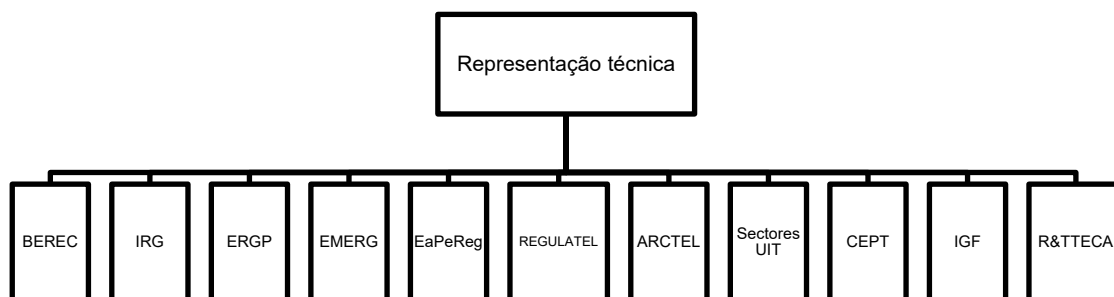 Representação técnica
BEREC
IRG
ERGP
EMERG
EaPeReg
REGULATEL
ARCTEL
Sectores
UIT
CEPT
IGF
R&TTECA